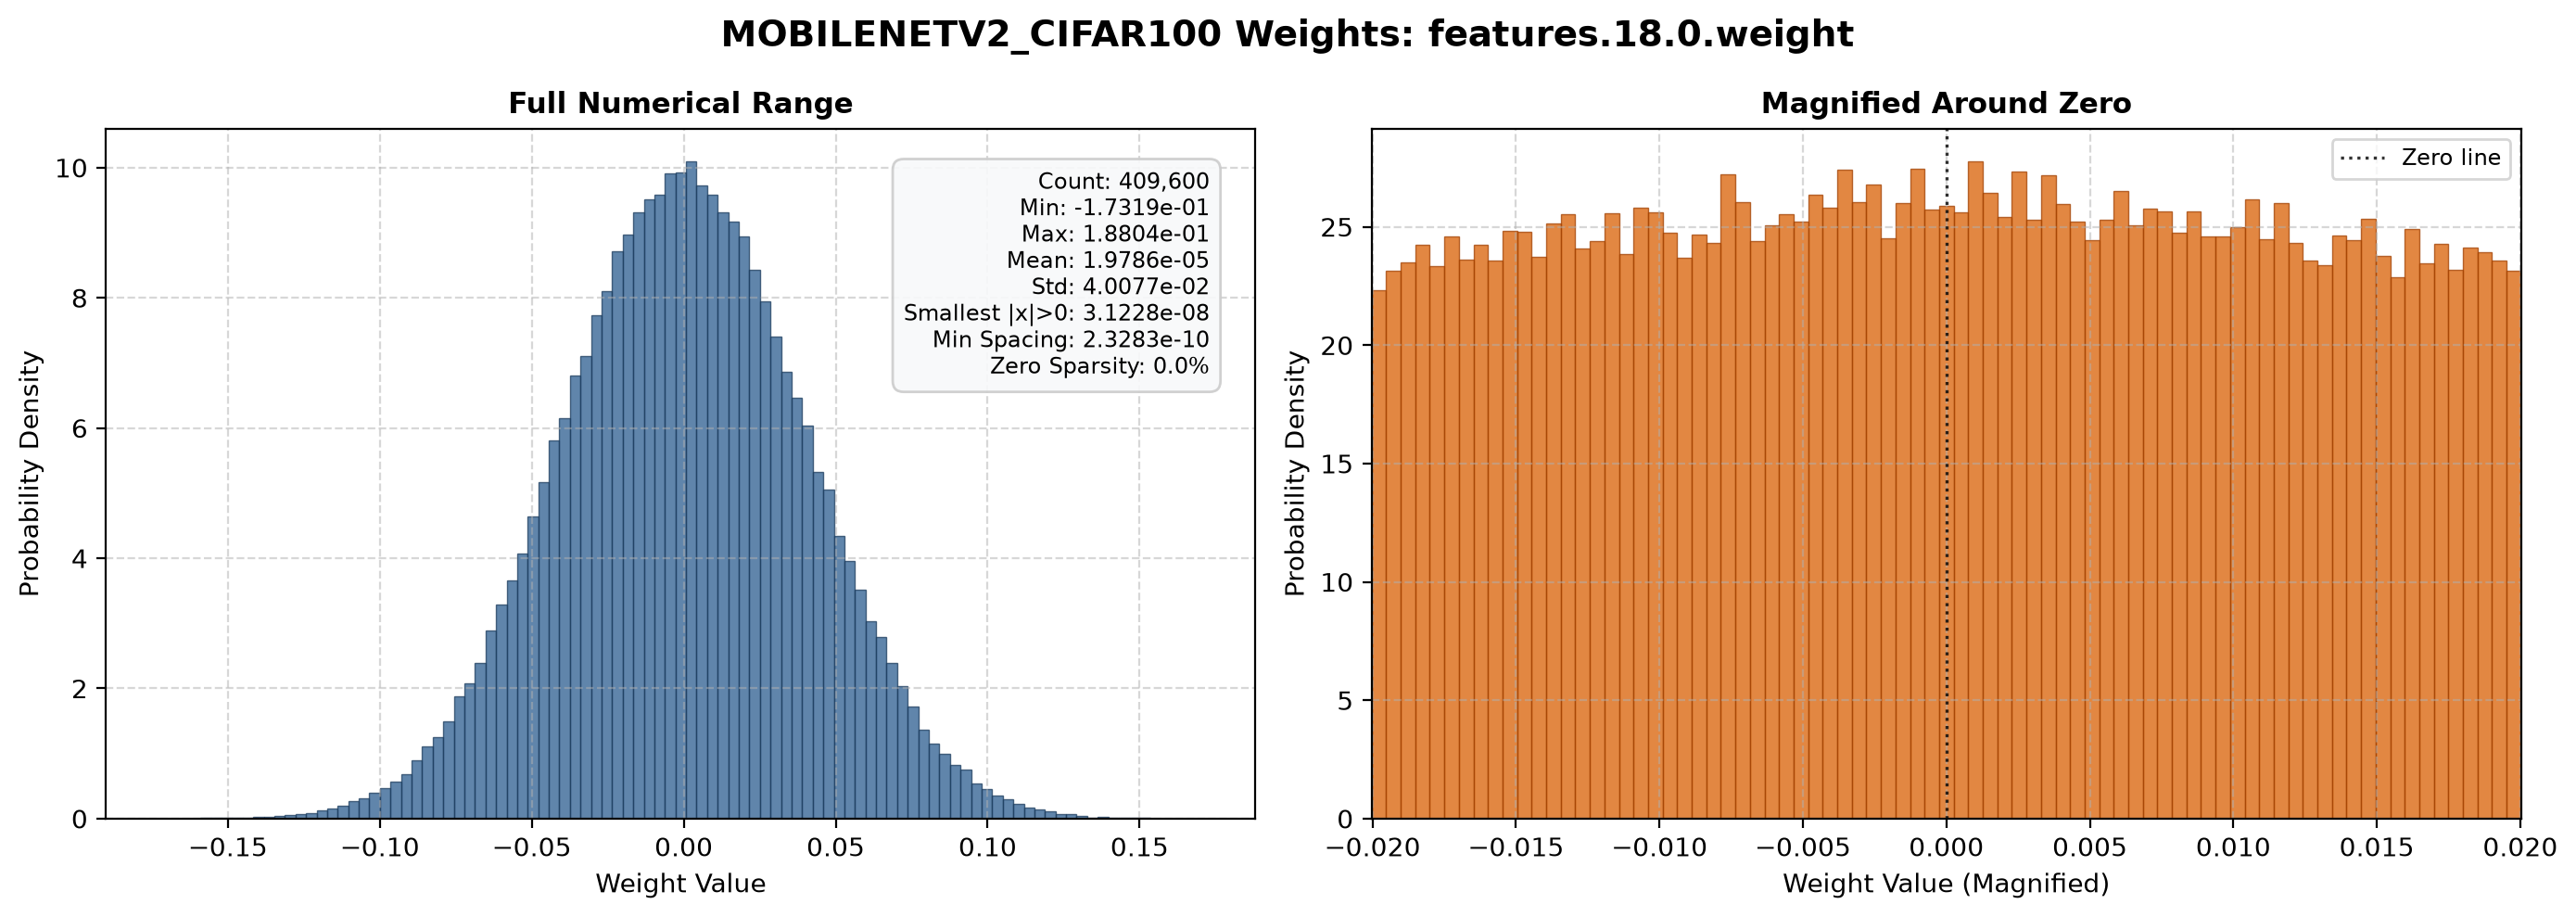 MOBILENETV2_CIFAR100 Weights: features.18.0.weight
Full Numerical Range
Probability Density
10
8
6
4
2
0
Count: 409,600
Min: -1.7319e-01
Max: 1.8804e-01
Mean: 1.9786e-05
Std: 4.0077e-02
Smallest |x|>0: 3.1228e-08
Min Spacing: 2.3283e-10
Zero Sparsity: 0.0%
−0.15 −0.10 −0.05 0.00 0.05 0.10 0.15
Weight Value
Magnified Around Zero
Probability Density
25
20
15
10
5
0
Zero line
−0.020 −0.015 −0.010 −0.005 0.000 0.005 0.010 0.015 0.020
Weight Value (Magnified)